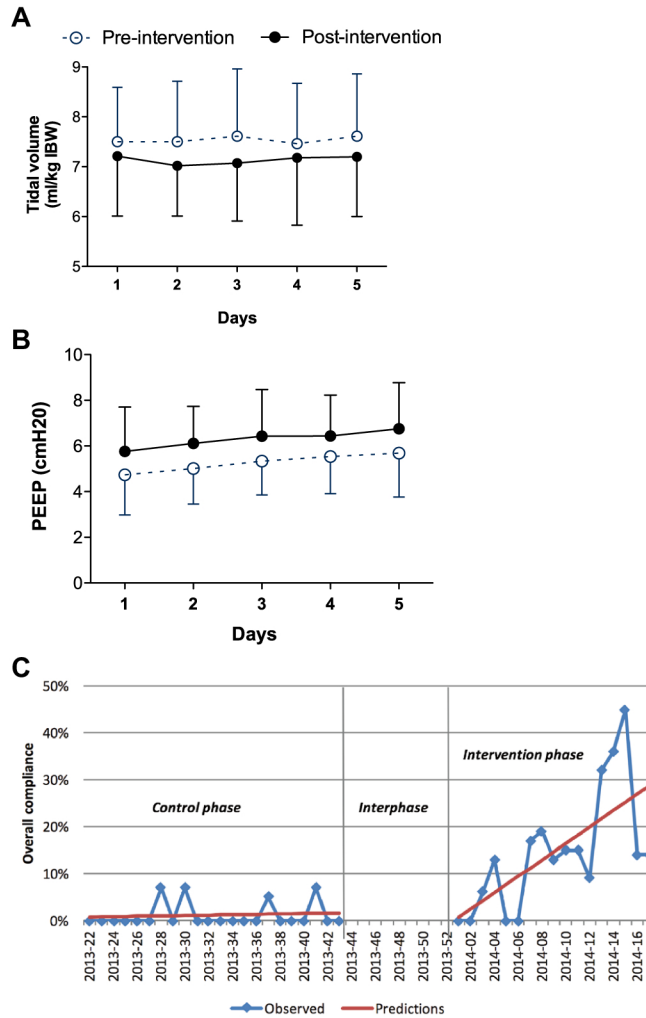 A
Pre-intervention Post-intervention
9
8
7
6
5
Tidal volume
(ml/kg IBW)
1 2 3 4 5
Days
B
10
8
6
4
2
0
PEEP (cmH20)
1 2 3 4 5
Days
C
50%
40%
30%
20%
10%
0%
Overall compliance
Control phase
Interphase
Intervention phase
2013-22
2013-24
2013-26
2013-28
2013-30
2013-32
2013-34
2013-36
2013-38
2013-40
2013-42
2013-44
2013-46
2013-48
2013-50
2013-52
2014-02
2014-04
2014-06
2014-08
2014-10
2014-12
2014-14
2014-16
Observed Predictions